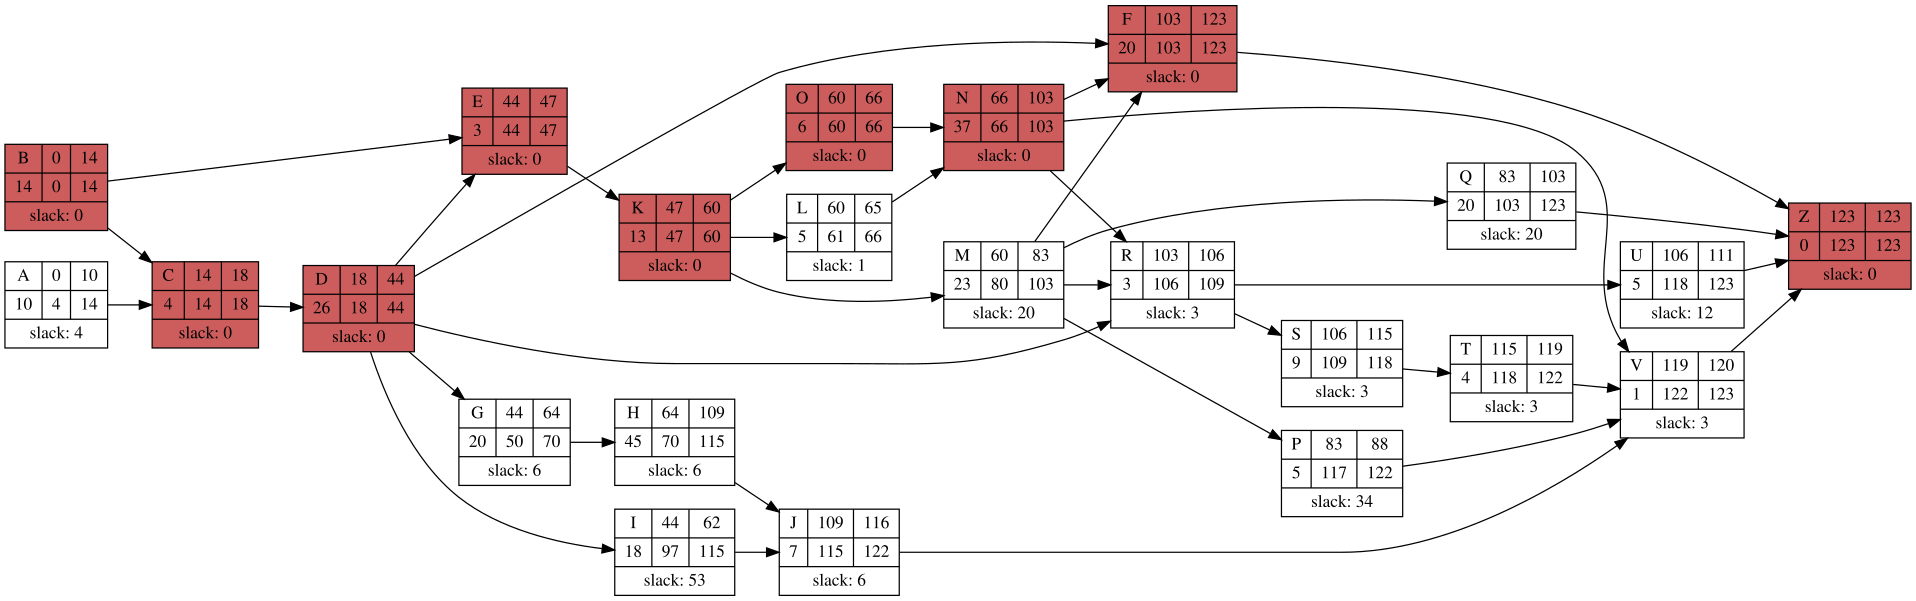 F 103 123
20 103 123
slack: 0
E 44 47
3 44 47
slack: 0
O 60 66
6 60 66
slack: 0
N 66 103
37 66 103
slack: 0
B 0 14
14 0 14
slack: 0
Q 83 103
20 103 123
slack: 20
K 47 60
13 47 60
slack: 0
L 60 65
5 61 66
slack: 1
Z 123 123
0 123 123
slack: 0
A 0 10
10 4 14
slack: 4
C 14 18
4 14 18
slack: 0
D 18 44
26 18 44
slack: 0
M 60 83
23 80 103
slack: 20
R 103 106
3 106 109
slack: 3
U 106 111
5 118 123
slack: 12
S 106 115
9 109 118
slack: 3
T 115 119
4 118 122
slack: 3
V 119 120
1 122 123
slack: 3
G 44 64
20 50 70
slack: 6
H 64 109
45 70 115
slack: 6
P 83 88
5 117 122
slack: 34
I 44 62
18 97 115
slack: 53
J 109 116
7 115 122
slack: 6